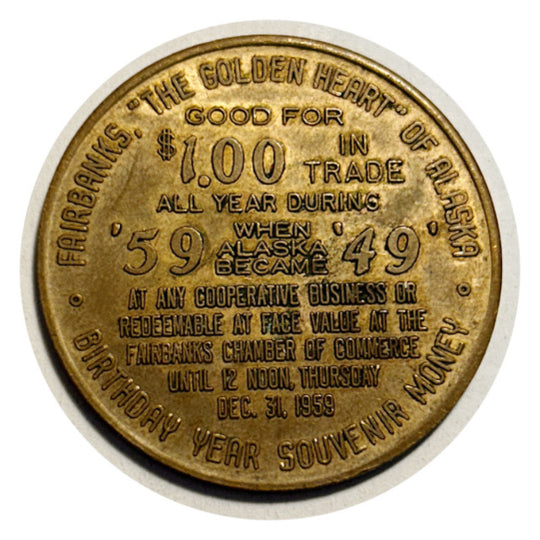 FAIRBANKS, "THE GOLDEN HEART" OF ALASKA
GOOD FOR
$1.00 IN
TRADE
ALL YEAR DURING
'59 WHEN
ALASKA
BECAME '49'
AT ANY COOPERATIVE BUSINESS OR
REDEEMABLE AT FACE VALUE AT THE
FAIRBANKS CHAMBER OF COMMERCE
UNTIL 12 NOON, THURSDAY
DEC. 31, 1959
BIRTHDAY YEAR SOUVENIR MONEY